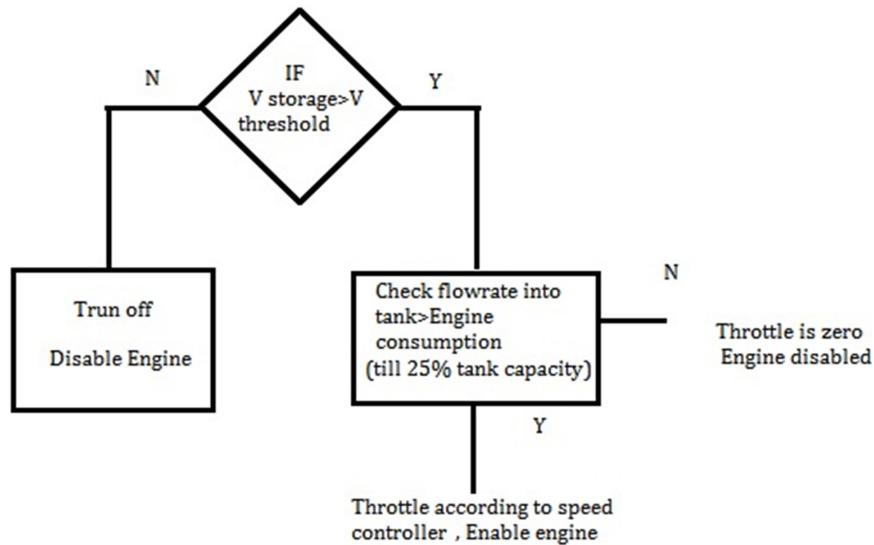 IF
V storage>V
threshold
N
Y
Trun off
Disable Engine
Check flowrate into
tank>Engine
consumption
(till 25% tank capacity)
N
Throttle is zero
Engine disabled
Y
Throttle according to speed
controller , Enable engine